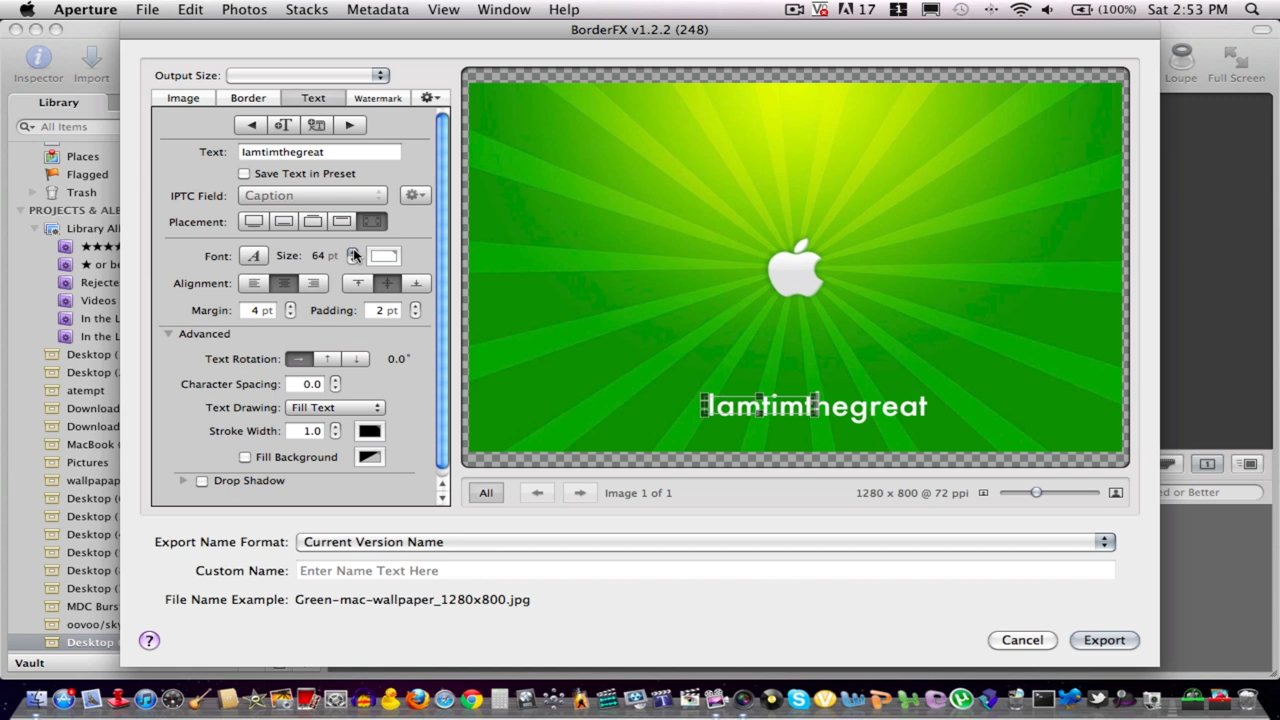 Aperture File Edit Photos Stacks Metadata View Window Help 17 1 (100%) Sat 2:53 PM
BorderFX v1.2.2 (248)
Inspector Import
Loupe Full Screen
Library
All Items
Places
Flagged
Trash
PROJECTS & ALB
Library All
★★★★
★ or be
Rejecte
Videos
In the L
In the L
Desktop (
Desktop (
atempt
Download
Download
MacBook (
Pictures
wallpapap
Desktop (
Desktop (
Desktop (
Desktop (
Desktop (
Desktop (
MDC Burs
oovoo/sky
Desktop (
Vault
Output Size:
Image Border Text Watermark
Text: Iamtimthegreat
Save Text in Preset
IPTC Field: Caption
Placement:
Font: A Size: 64 pt
Alignment:
Margin: 4 pt Padding: 2 pt
Advanced
Text Rotation: 0.0°
Character Spacing: 0.0
Text Drawing: Fill Text
Stroke Width: 1.0
Fill Background
Drop Shadow
Iamtimthegreat
All Image 1 of 1 1280 x 800 @ 72 ppi
1
d or Better
Export Name Format: Current Version Name
Custom Name: Enter Name Text Here
File Name Example: Green-mac-wallpaper_1280x800.jpg
? Cancel Export